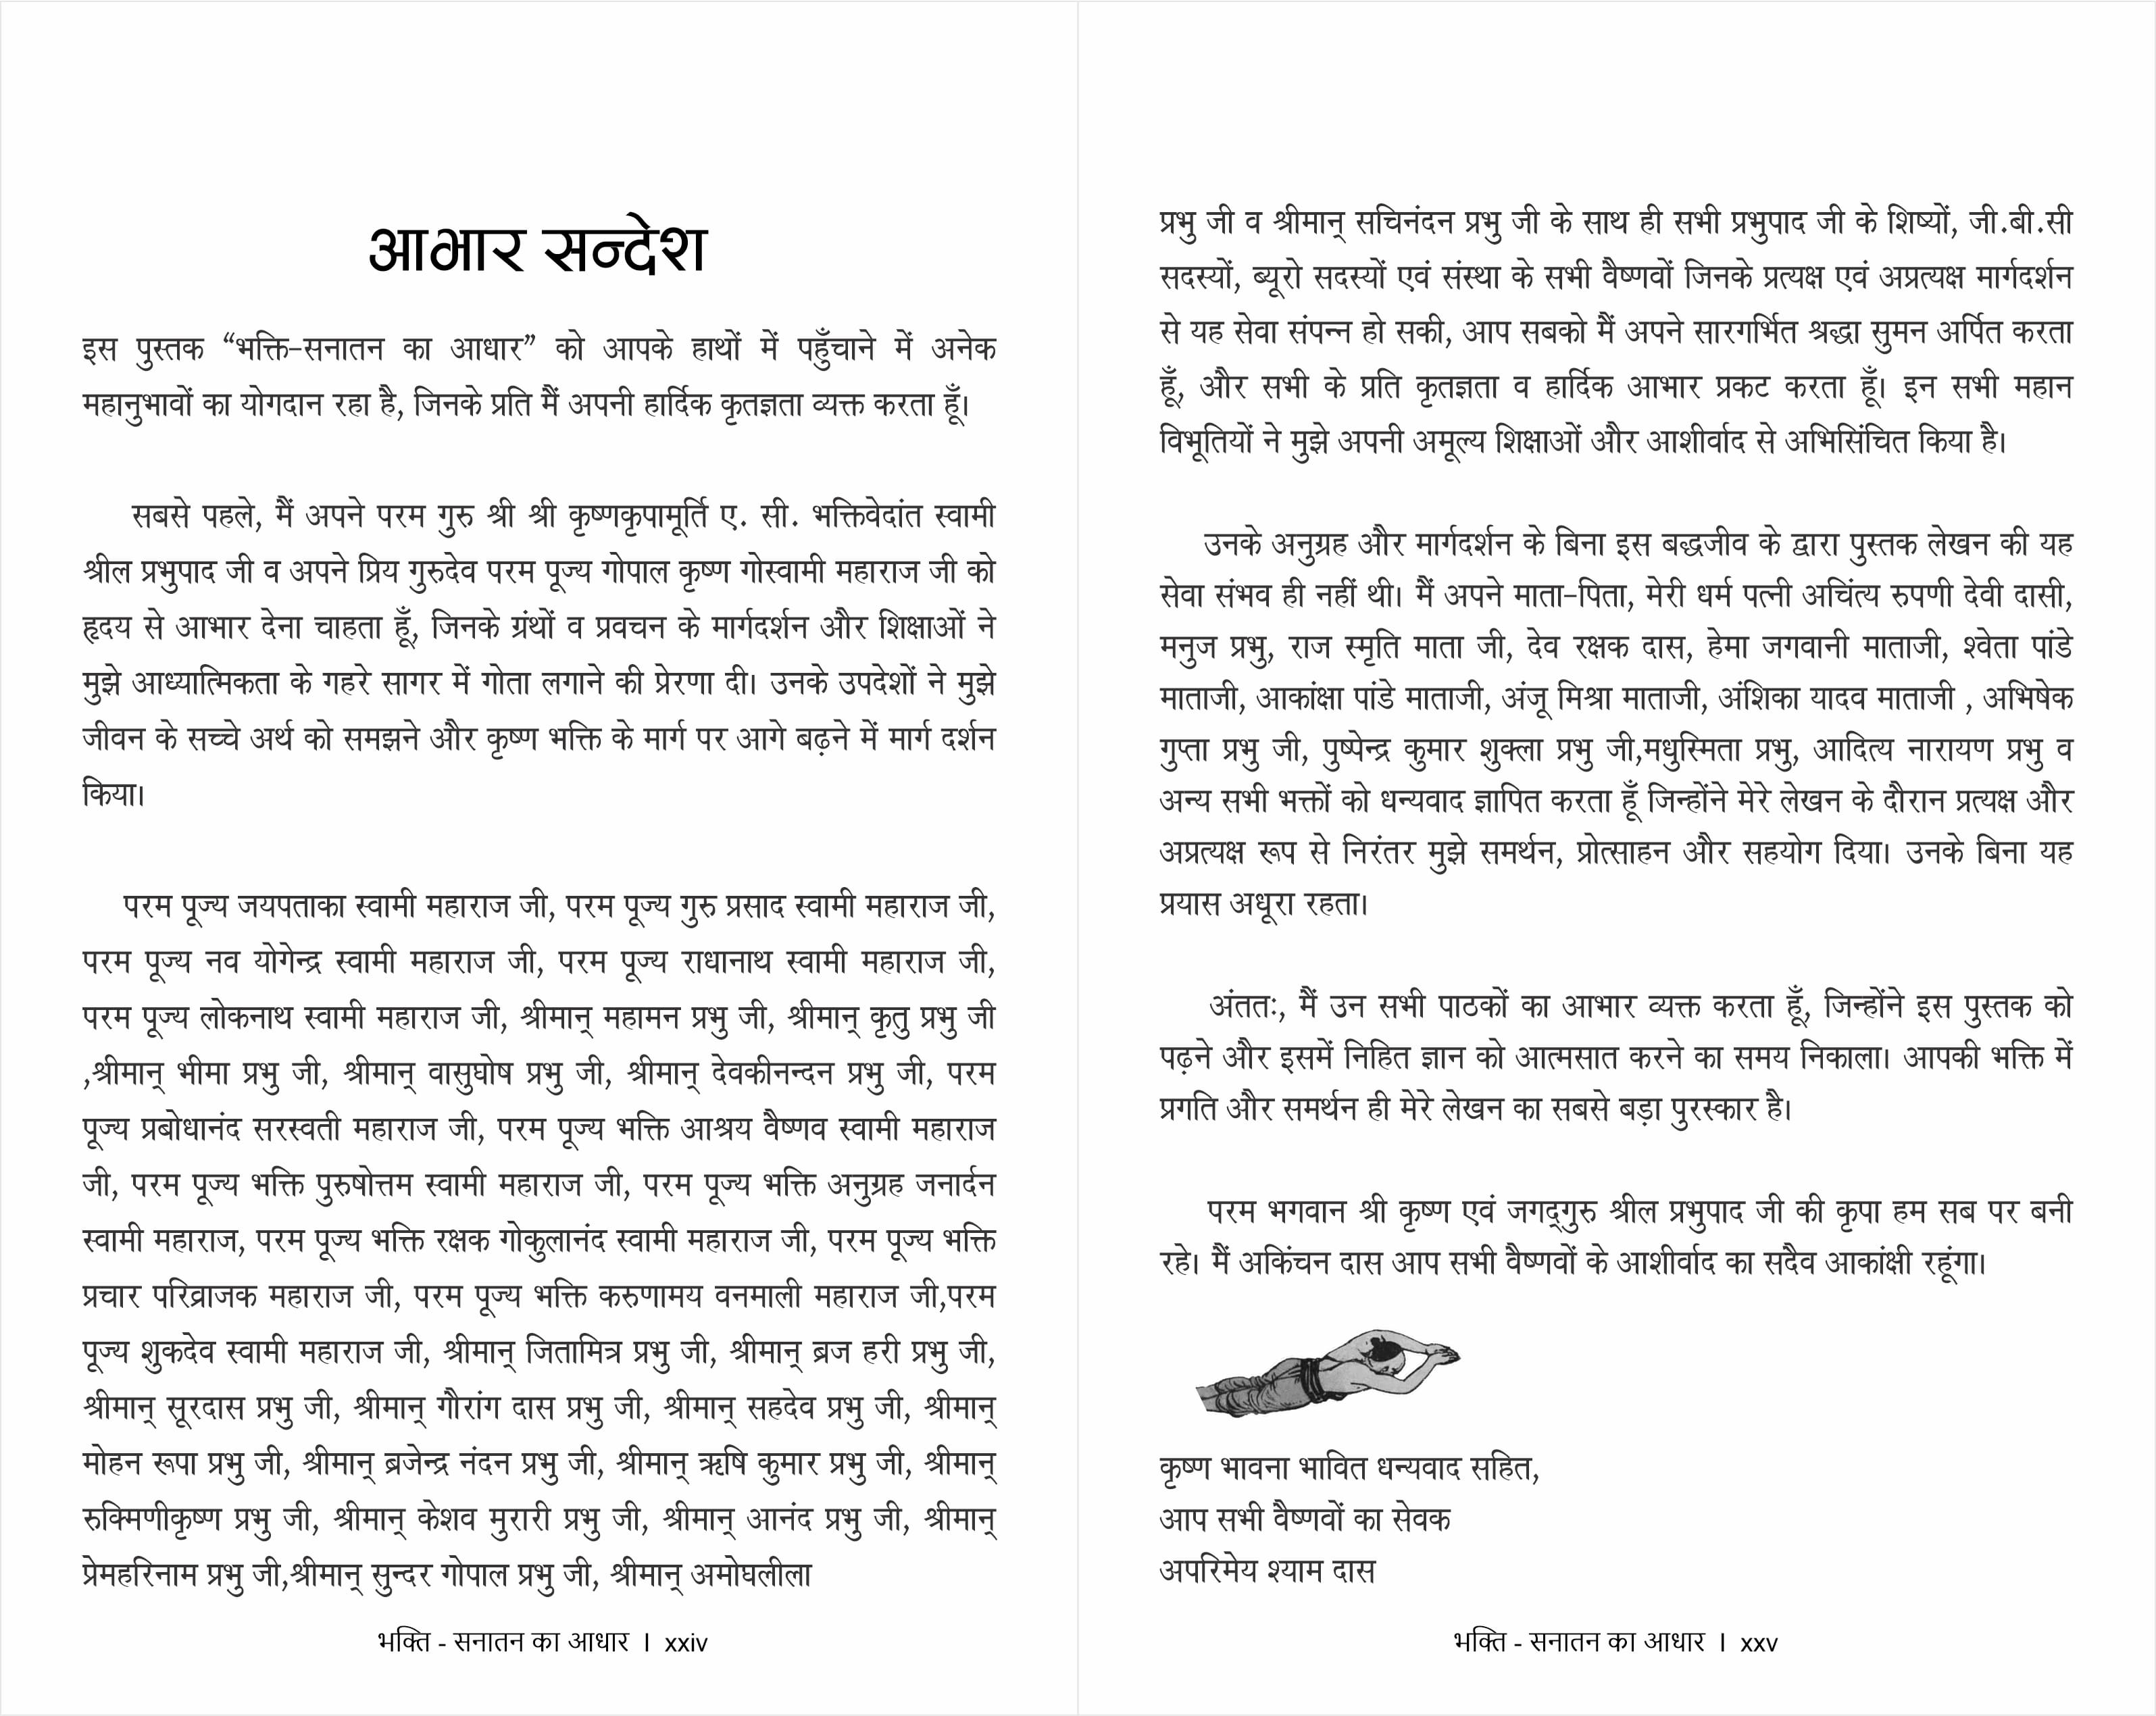 आभार सन्देश
इस पुस्तक “भक्ति–सनातन का आधार” को आपके हाथों में पहुँचाने में अनेक
महानुभावों का योगदान रहा है, जिनके प्रति मैं अपनी हार्दिक कृतज्ञता व्यक्त करता हूँ।
सबसे पहले, मैं अपने परम गुरु श्री श्री कृष्णकृपामूर्ति ए. सी. भक्तिवेदांत स्वामी
श्रील प्रभुपाद जी व अपने प्रिय गुरुदेव परम पूज्य गोपाल कृष्ण गोस्वामी महाराज जी को
हृदय से आभार देना चाहता हूँ, जिनके ग्रंथों व प्रवचन के मार्गदर्शन और शिक्षाओं ने
मुझे आध्यात्मिकता के गहरे सागर में गोता लगाने की प्रेरणा दी। उनके उपदेशों ने मुझे
जीवन के सच्चे अर्थ को समझने और कृष्ण भक्ति के मार्ग पर आगे बढ़ने में मार्ग दर्शन
किया।
परम पूज्य जयपताका स्वामी महाराज जी, परम पूज्य गुरु प्रसाद स्वामी महाराज जी,
परम पूज्य नव योगेन्द्र स्वामी महाराज जी, परम पूज्य राधानाथ स्वामी महाराज जी,
परम पूज्य लोकनाथ स्वामी महाराज जी, श्रीमान् महामन प्रभु जी, श्रीमान् कृतु प्रभु जी
,श्रीमान् भीमा प्रभु जी, श्रीमान् वासुघोष प्रभु जी, श्रीमान् देवकीनन्दन प्रभु जी, परम
पूज्य प्रबोधानंद सरस्वती महाराज जी, परम पूज्य भक्ति आश्रय वैष्णव स्वामी महाराज
जी, परम पूज्य भक्ति पुरुषोत्तम स्वामी महाराज जी, परम पूज्य भक्ति अनुग्रह जनार्दन
स्वामी महाराज, परम पूज्य भक्ति रक्षक गोकुलानंद स्वामी महाराज जी, परम पूज्य भक्ति
प्रचार परिव्राजक महाराज जी, परम पूज्य भक्ति करुणामय वनमाली महाराज जी,परम
पूज्य शुकदेव स्वामी महाराज जी, श्रीमान् जितामित्र प्रभु जी, श्रीमान् ब्रज हरी प्रभु जी,
श्रीमान् सूरदास प्रभु जी, श्रीमान् गौरांग दास प्रभु जी, श्रीमान् सहदेव प्रभु जी, श्रीमान्
मोहन रूपा प्रभु जी, श्रीमान् ब्रजेन्द्र नंदन प्रभु जी, श्रीमान् ऋषि कुमार प्रभु जी, श्रीमान्
रुक्मिणीकृष्ण प्रभु जी, श्रीमान् केशव मुरारी प्रभु जी, श्रीमान् आनंद प्रभु जी, श्रीमान्
प्रेमहरिनाम प्रभु जी,श्रीमान् सुन्दर गोपाल प्रभु जी, श्रीमान् अमोघलीला
भक्ति - सनातन का आधार । xxiv
प्रभु जी व श्रीमान् सचिनंदन प्रभु जी के साथ ही सभी प्रभुपाद जी के शिष्यों, जी.बी.सी
सदस्यों, ब्यूरो सदस्यों एवं संस्था के सभी वैष्णवों जिनके प्रत्यक्ष एवं अप्रत्यक्ष मार्गदर्शन
से यह सेवा संपन्न हो सकी, आप सबको मैं अपने सारगर्भित श्रद्धा सुमन अर्पित करता
हूँ, और सभी के प्रति कृतज्ञता व हार्दिक आभार प्रकट करता हूँ। इन सभी महान
विभूतियों ने मुझे अपनी अमूल्य शिक्षाओं और आशीर्वाद से अभिसिंचित किया है।
उनके अनुग्रह और मार्गदर्शन के बिना इस बद्धजीव के द्वारा पुस्तक लेखन की यह
सेवा संभव ही नहीं थी। मैं अपने माता–पिता, मेरी धर्म पत्नी अचिंत्य रुपणी देवी दासी,
मनुज प्रभु, राज स्मृति माता जी, देव रक्षक दास, हेमा जगवानी माताजी, श्वेता पांडे
माताजी, आकांक्षा पांडे माताजी, अंजू मिश्रा माताजी, अंशिका यादव माताजी , अभिषेक
गुप्ता प्रभु जी, पुष्पेन्द्र कुमार शुक्ला प्रभु जी,मधुस्मिता प्रभु, आदित्य नारायण प्रभु व
अन्य सभी भक्तों को धन्यवाद ज्ञापित करता हूँ जिन्होंने मेरे लेखन के दौरान प्रत्यक्ष और
अप्रत्यक्ष रूप से निरंतर मुझे समर्थन, प्रोत्साहन और सहयोग दिया। उनके बिना यह
प्रयास अधूरा रहता।
अंततः, मैं उन सभी पाठकों का आभार व्यक्त करता हूँ, जिन्होंने इस पुस्तक को
पढ़ने और इसमें निहित ज्ञान को आत्मसात करने का समय निकाला। आपकी भक्ति में
प्रगति और समर्थन ही मेरे लेखन का सबसे बड़ा पुरस्कार है।
परम भगवान श्री कृष्ण एवं जगद्‌गुरु श्रील प्रभुपाद जी की कृपा हम सब पर बनी
रहे। मैं अकिंचन दास आप सभी वैष्णवों के आशीर्वाद का सदैव आकांक्षी रहूंगा।
कृष्ण भावना भावित धन्यवाद सहित,
आप सभी वैष्णवों का सेवक
अपरिमेय श्याम दास
भक्ति - सनातन का आधार । xxv